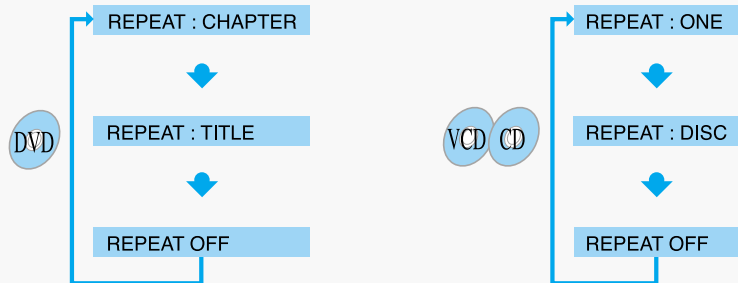 REPEAT : CHAPTER
DVD
REPEAT : TITLE
REPEAT OFF
REPEAT : ONE
VCD CD
REPEAT : DISC
REPEAT OFF